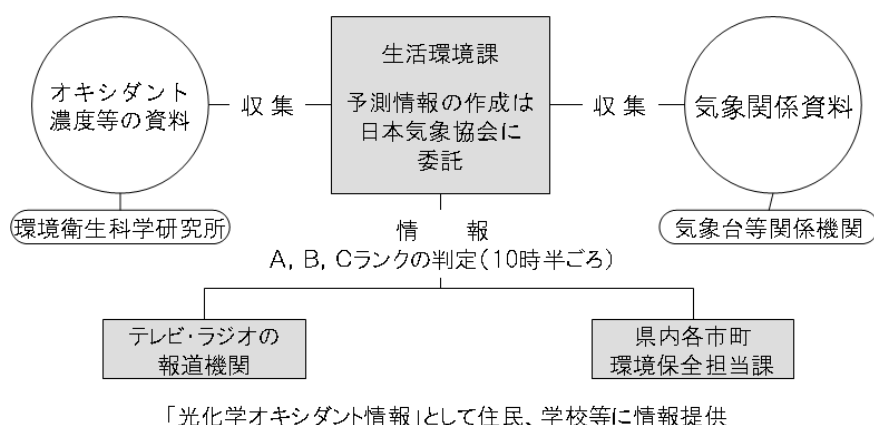 オキシダント
濃度等の資料
収集
生活環境課
予測情報の作成は
日本気象協会に
委託
収集
気象関係資料
環境衛生科学研究所
気象台等関係機関
情 報
A, B, Cランクの判定(10時半ごろ)
テレビ・ラジオの
報道機関
県内各市町
環境保全担当課
「光化学オキシダント情報」として住民、学校等に情報提供